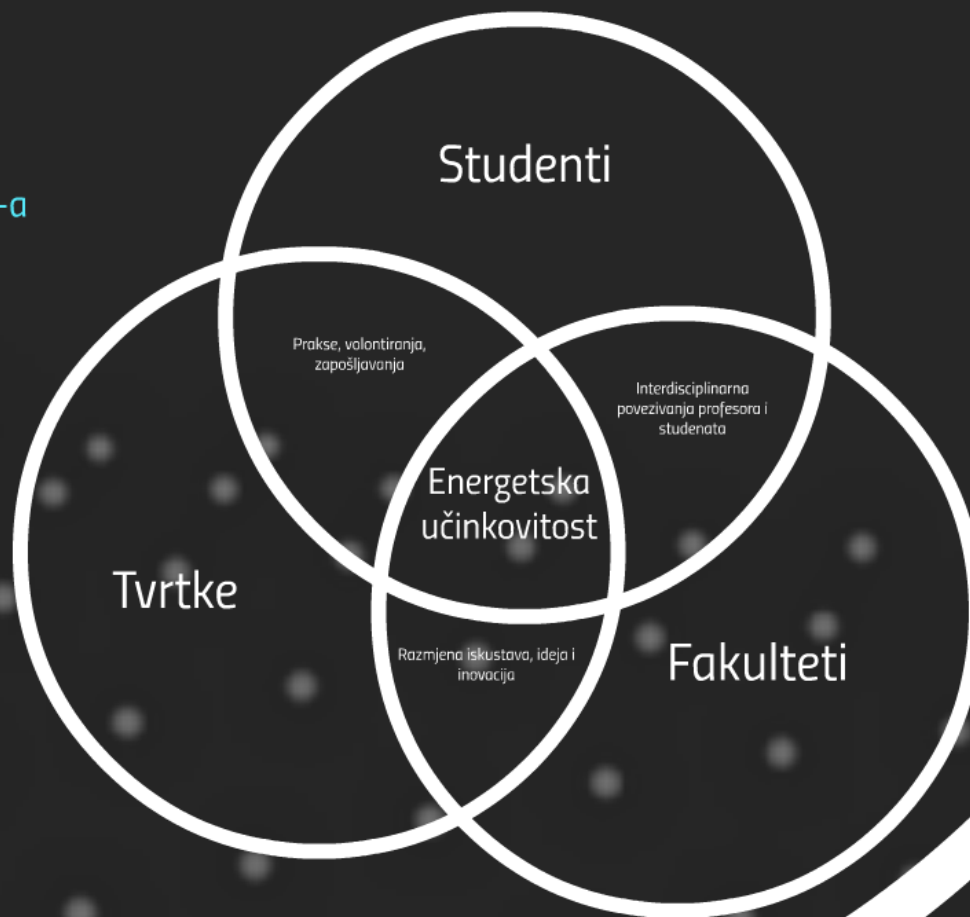 Studenti
-a
Prakse, volontiranja,
zapošljavanja
Interdisciplinarna
povezivanja profesora i
studenata
Energetska
učinkovitost
Tvrtke
Razmjena iskustava, ideja i
inovacija
Fakulteti